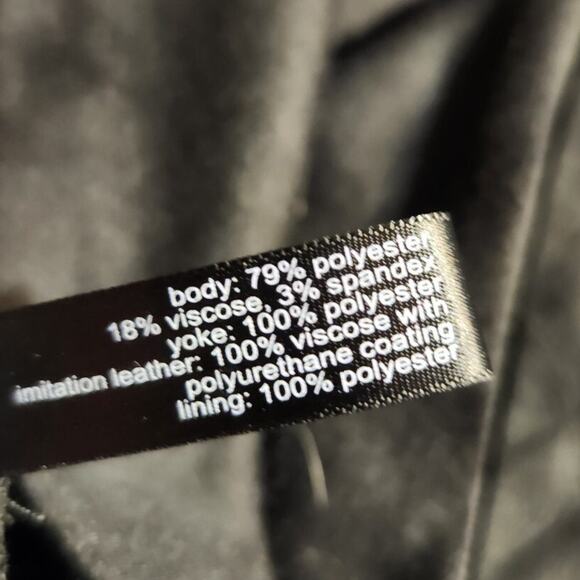 body: 79% polyester
18% viscose, 3% spandex
yoke: 100% polyester
imitation leather: 100% viscose with
polyurethane coating
lining: 100% polyester